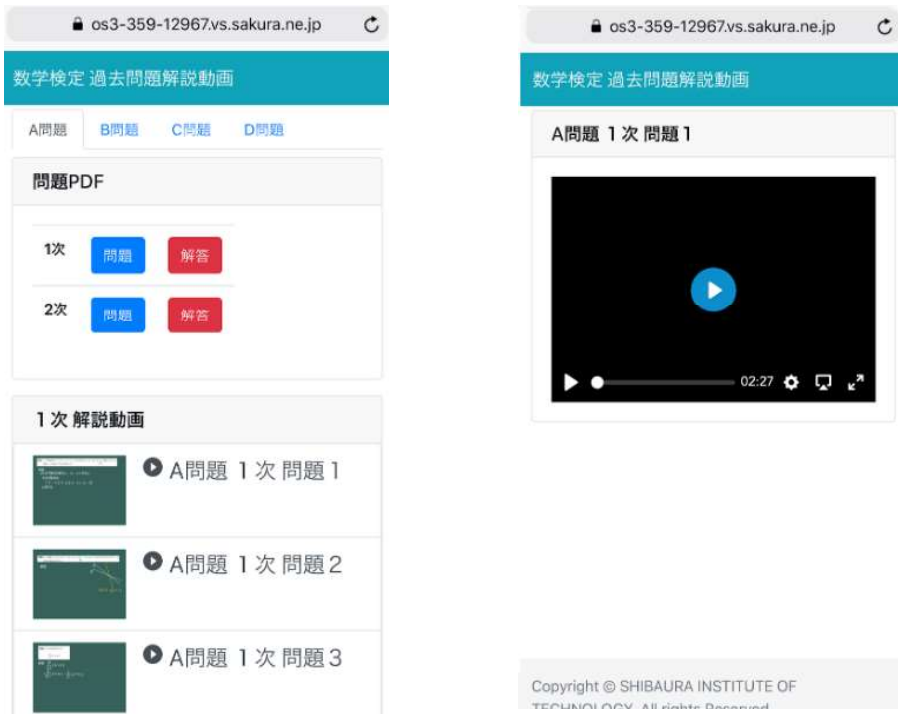 os3-359-12967.vs.sakura.ne.jp
数学検定 過去問題解説動画
A問題 B問題 C問題 D問題
問題PDF
1次 問題 解答
2次 問題 解答
1次 解説動画
A問題 1次 問題1
A問題 1次 問題2
A問題 1次 問題3
os3-359-12967.vs.sakura.ne.jp
数学検定 過去問題解説動画
A問題 1次 問題1
02:27
Copyright © SHIBAURA INSTITUTE OF
TECHNOLOGY. All rights Reserved